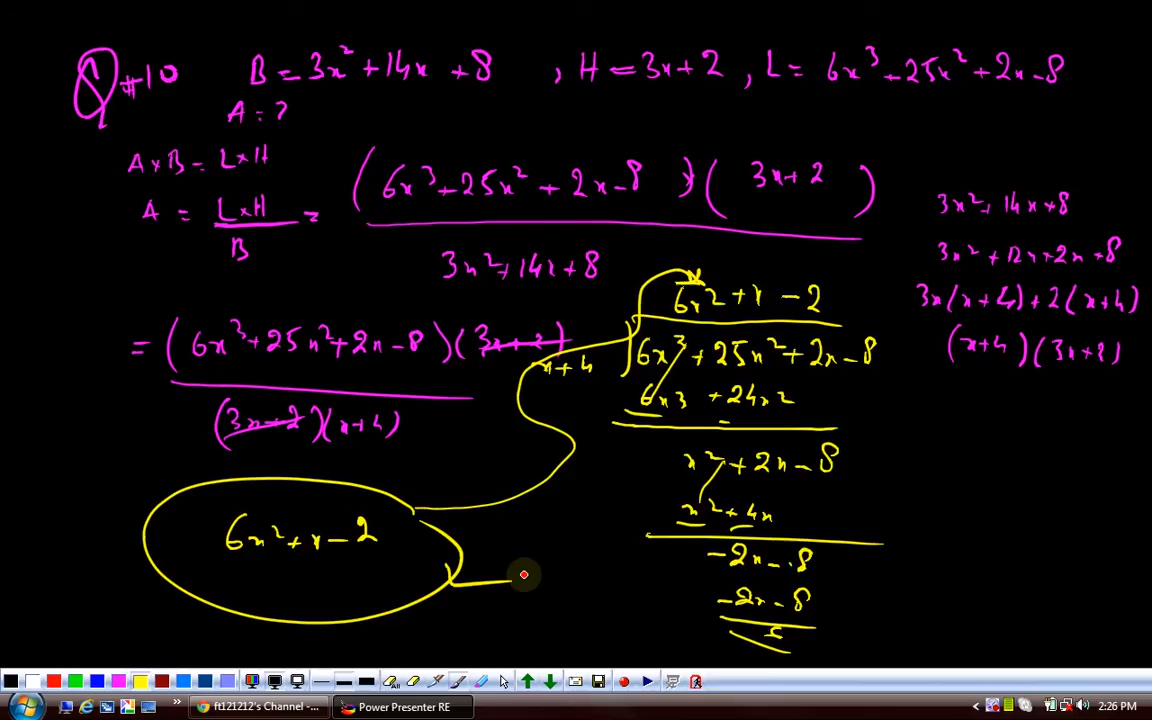 Q #10 B = 3x² + 14x + 8 , H = 3x + 2 , L = 6x³ + 25x² + 2x - 8
A = ?
A × B = L × H
A = L×H / B = (6x³ + 25x² + 2x - 8)(3x + 2) / 3x² + 14x + 8
= (6x³ + 25x² + 2x - 8)(3x + 2) / (3x + 2)(x + 4)
6x² + x - 2
3x² + 14x + 8
3x² + 12x + 2x + 8
3x(x + 4) + 2(x + 4)
(x + 4)(3x + 2)
6x² + x - 2
x + 4 ) 6x³ + 25x² + 2x - 8
6x³ + 24x²
x² + 2x - 8
x² + 4x
-2x - 8
-2x - 8
ft121212's Channel -...
Power Presenter RE
2:26 PM